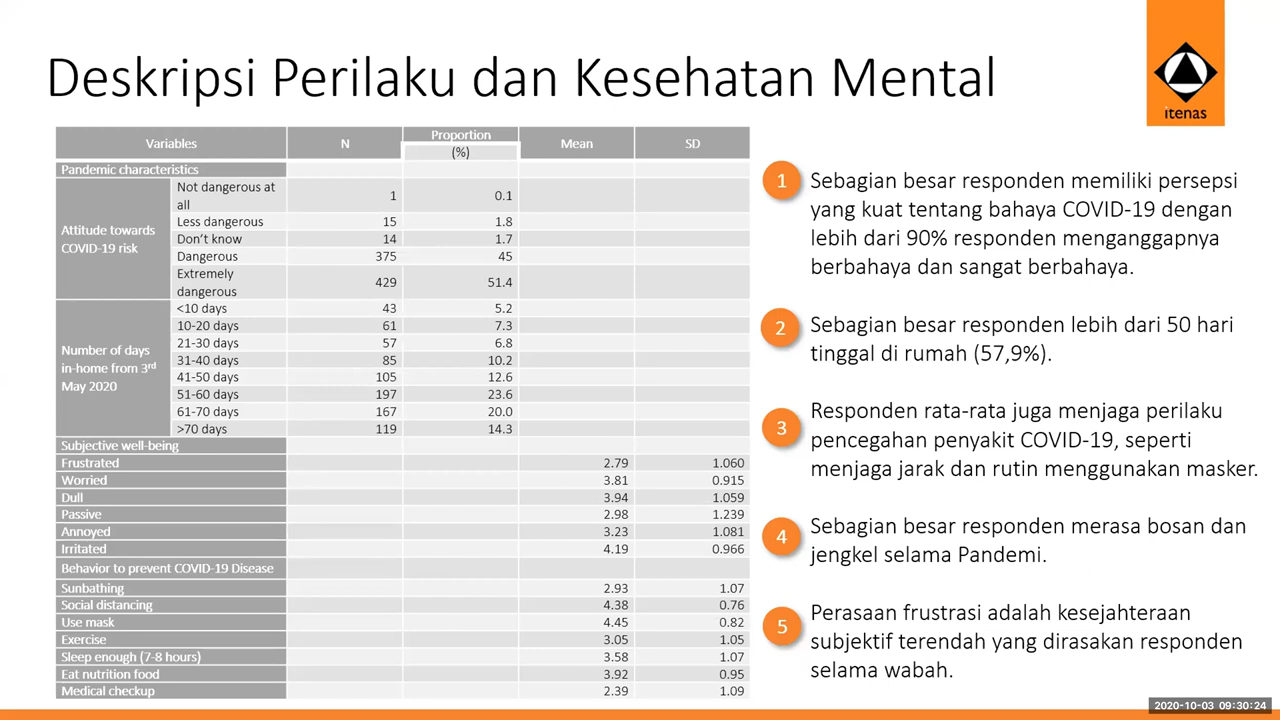 Deskripsi Perilaku dan Kesehatan Mental
itenas
Variables N Proportion (%) Mean SD
Pandemic characteristics
Attitude towards COVID-19 risk
Not dangerous at all 1 0.1
Less dangerous 15 1.8
Don't know 14 1.7
Dangerous 375 45
Extremely dangerous 429 51.4
Number of days in-home from 3rd May 2020
<10 days 43 5.2
10-20 days 61 7.3
21-30 days 57 6.8
31-40 days 85 10.2
41-50 days 105 12.6
51-60 days 197 23.6
61-70 days 167 20.0
>70 days 119 14.3
Subjective well-being
Frustrated 2.79 1.060
Worried 3.81 0.915
Dull 3.94 1.059
Passive 2.98 1.239
Annoyed 3.23 1.081
Irritated 4.19 0.966
Behavior to prevent COVID-19 Disease
Sunbathing 2.93 1.07
Social distancing 4.38 0.76
Use mask 4.45 0.82
Exercise 3.05 1.05
Sleep enough (7-8 hours) 3.58 1.07
Eat nutrition food 3.92 0.95
Medical checkup 2.39 1.09
1
Sebagian besar responden memiliki persepsi
yang kuat tentang bahaya COVID-19 dengan
lebih dari 90% responden menganggapnya
berbahaya dan sangat berbahaya.
2
Sebagian besar responden lebih dari 50 hari
tinggal di rumah (57,9%).
3
Responden rata-rata juga menjaga perilaku
pencegahan penyakit COVID-19, seperti
menjaga jarak dan rutin menggunakan masker.
4
Sebagian besar responden merasa bosan dan
jengkel selama Pandemi.
5
Perasaan frustrasi adalah kesejahteraan
subjektif terendah yang dirasakan responden
selama wabah.
2020-10-03 09:30:24